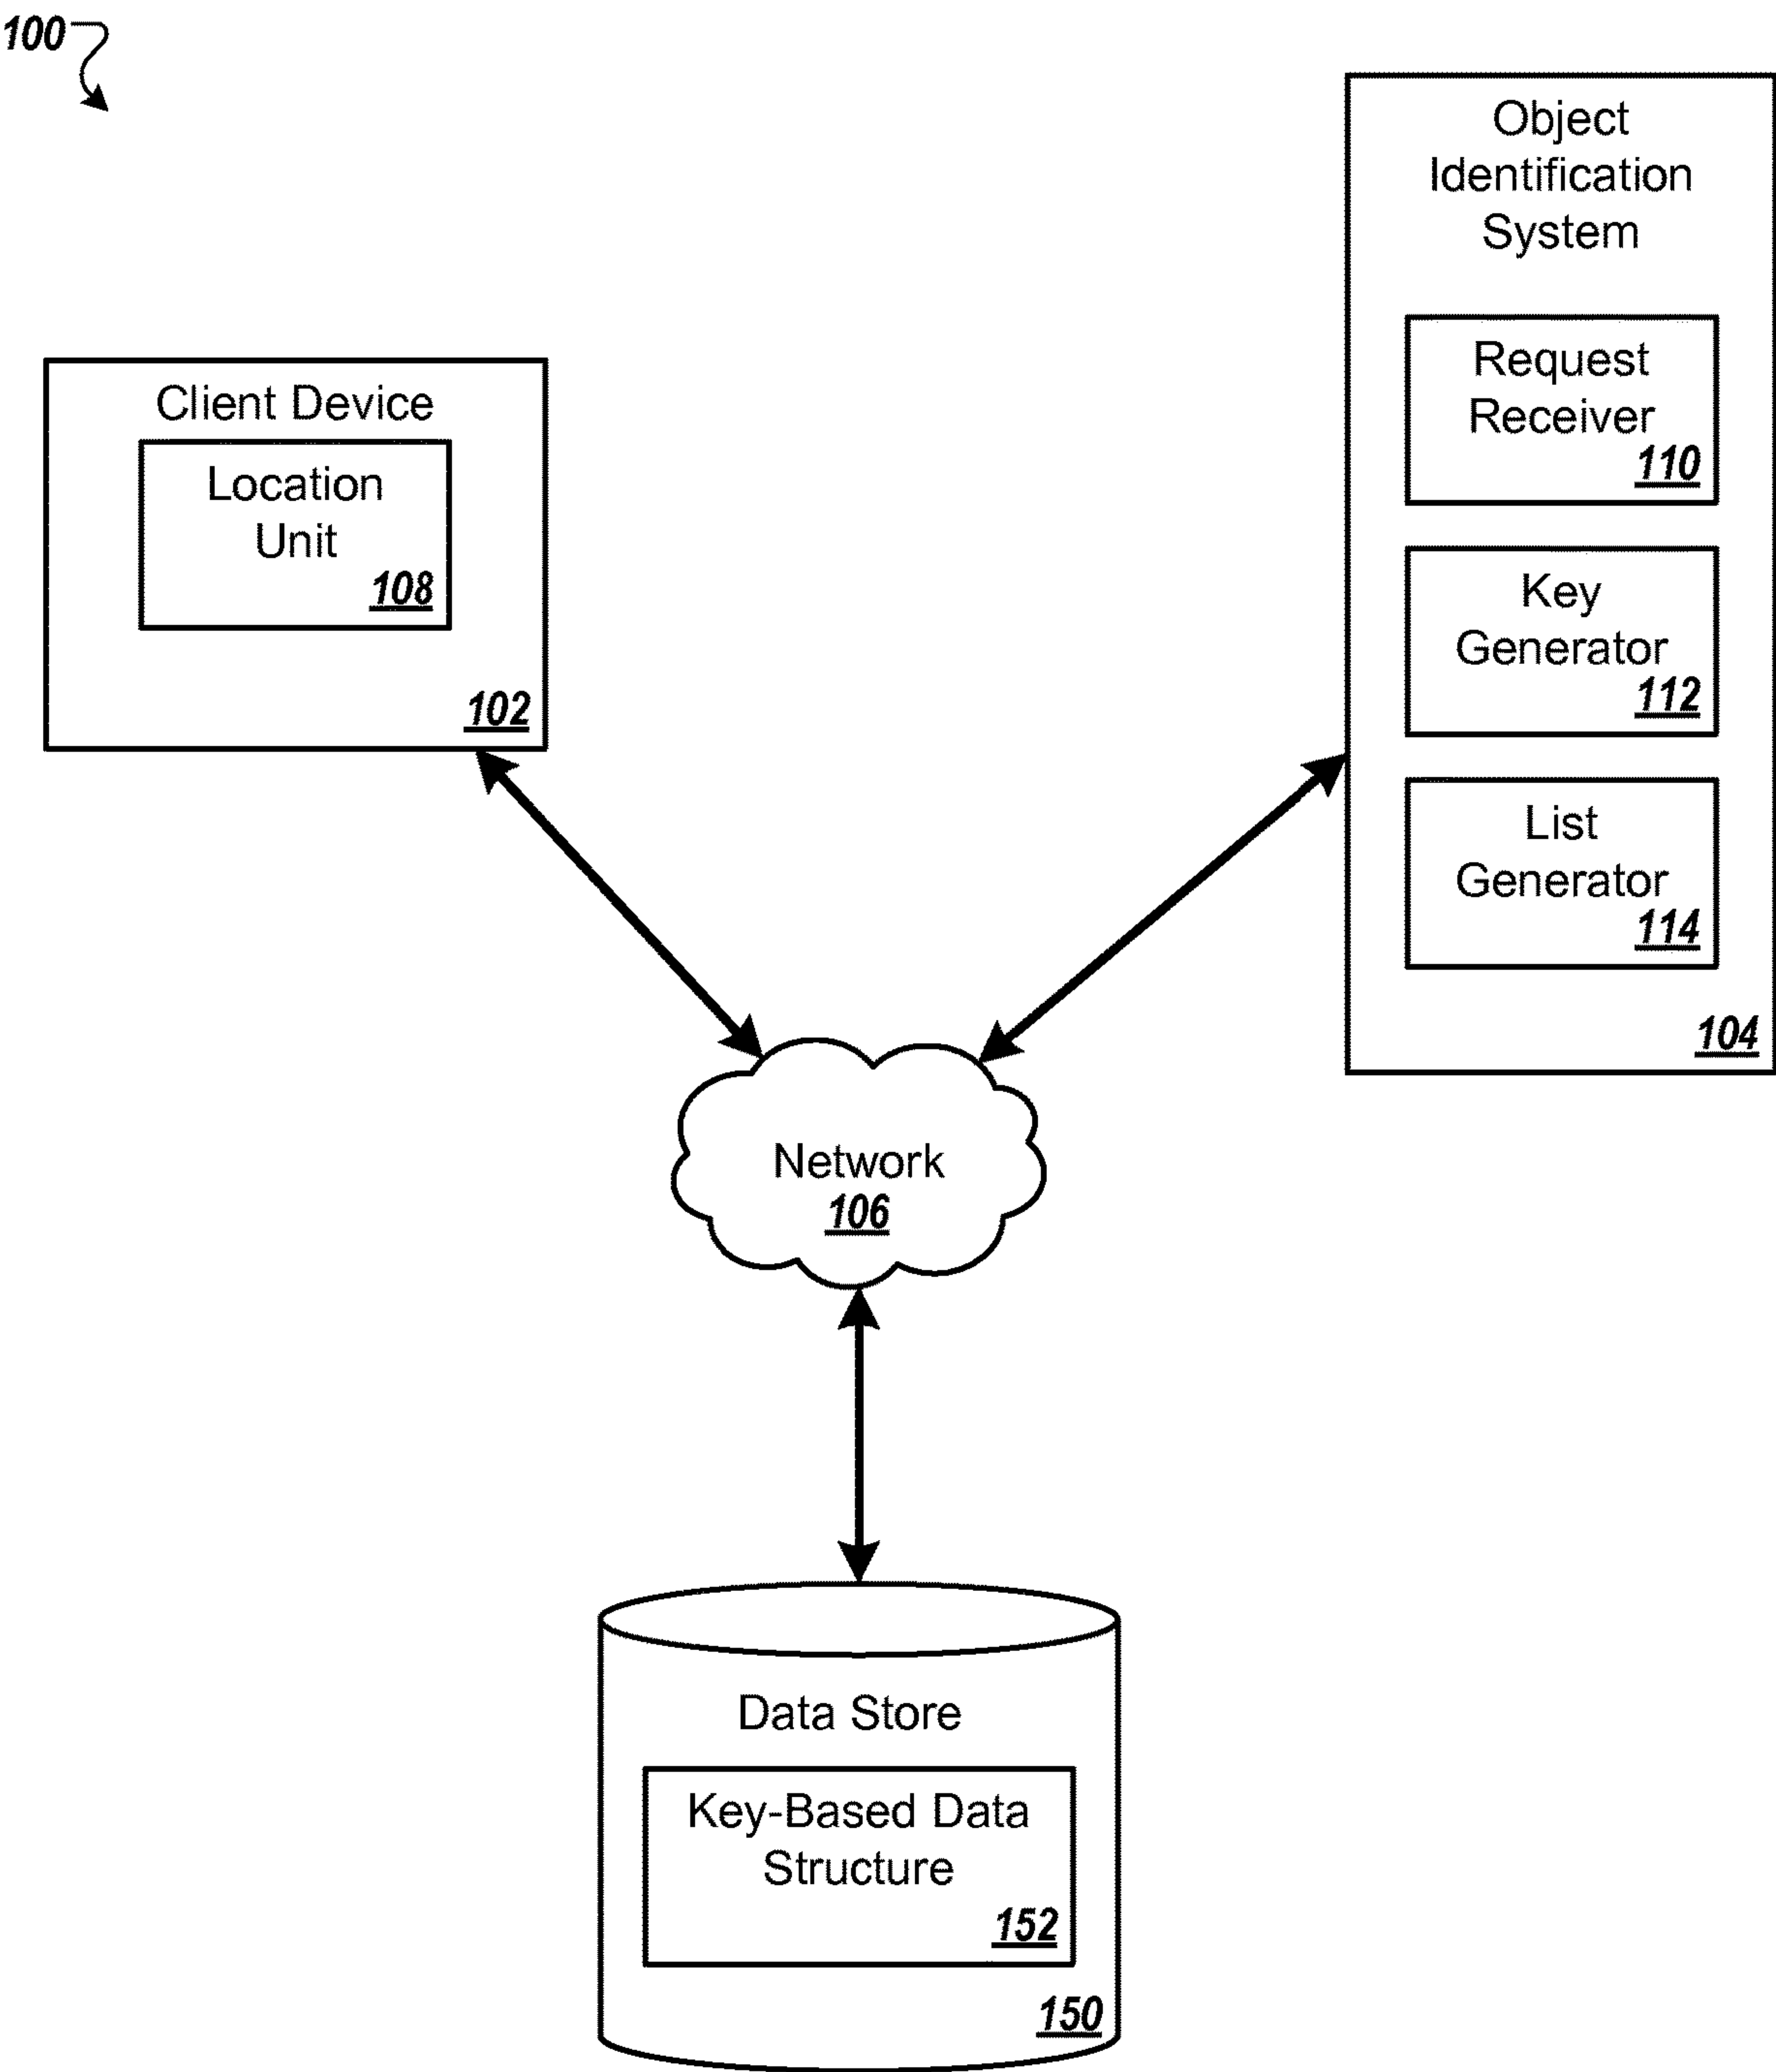 100
Object
Identification
System
Request
Receiver
110
Key
Generator
112
List
Generator
114
104
Client Device
Location
Unit
108
102
Network
106
Data Store
Key-Based Data
Structure
152
150